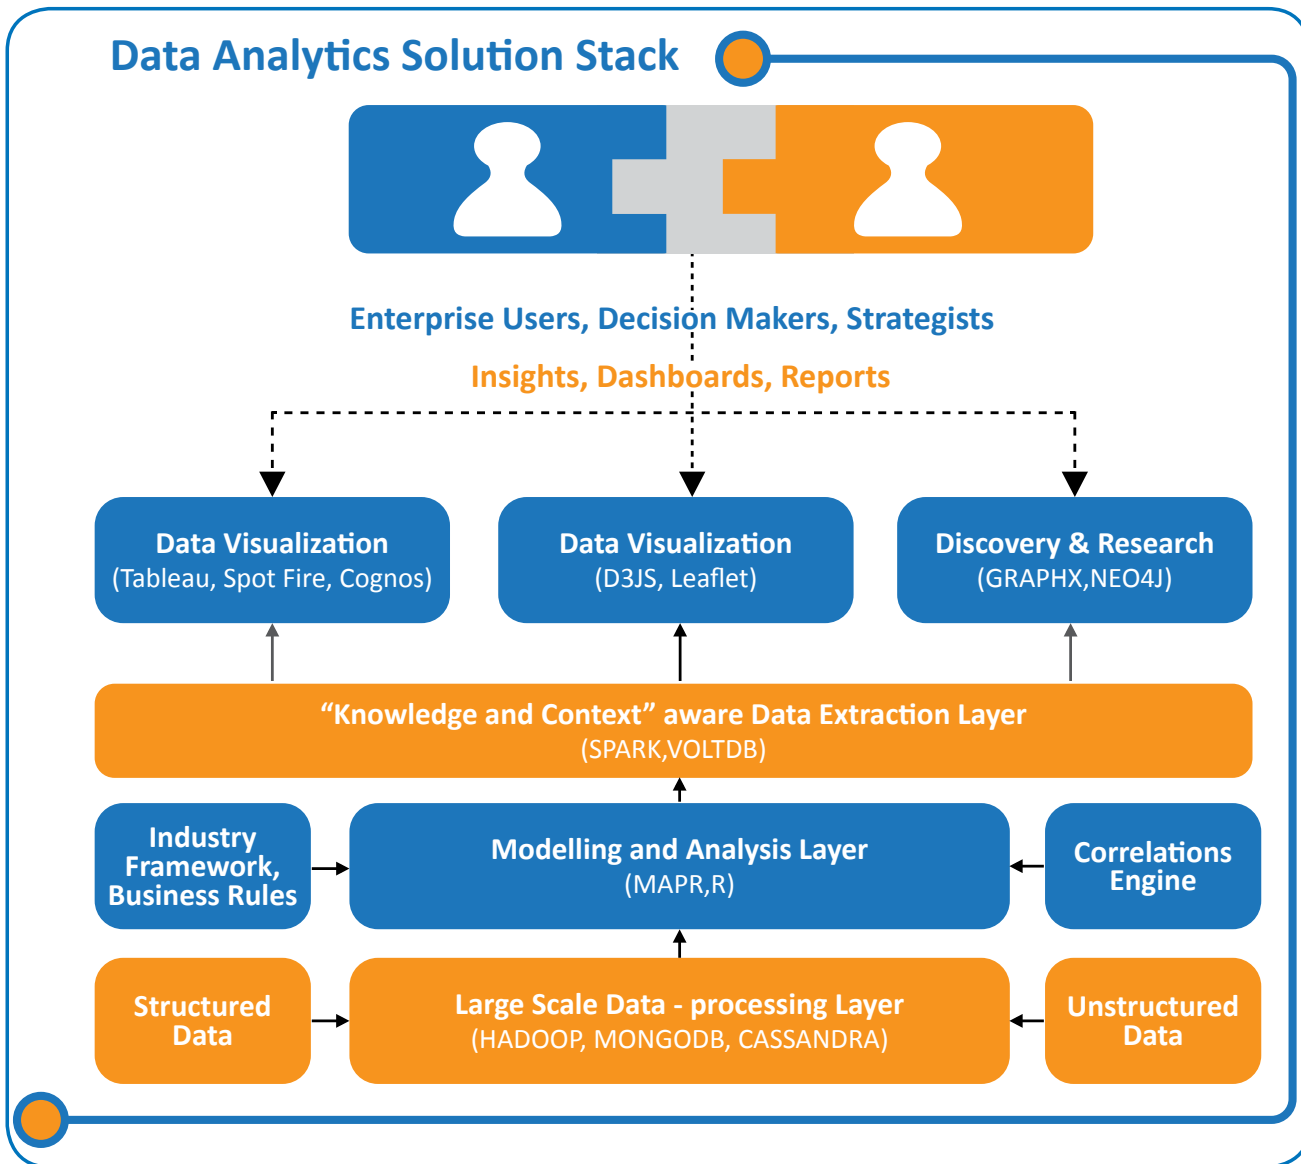 Data Analytics Solution Stack
Enterprise Users, Decision Makers, Strategists
Insights, Dashboards, Reports
Data Visualization
(Tableau, Spot Fire, Cognos)
Data Visualization
(D3JS, Leaflet)
Discovery & Research
(GRAPHX,NEO4J)
“Knowledge and Context” aware Data Extraction Layer
(SPARK,VOLTDB)
Industry
Framework,
Business Rules
Modelling and Analysis Layer
(MAPR,R)
Correlations
Engine
Structured
Data
Large Scale Data - processing Layer
(HADOOP, MONGODB, CASSANDRA)
Unstructured
Data